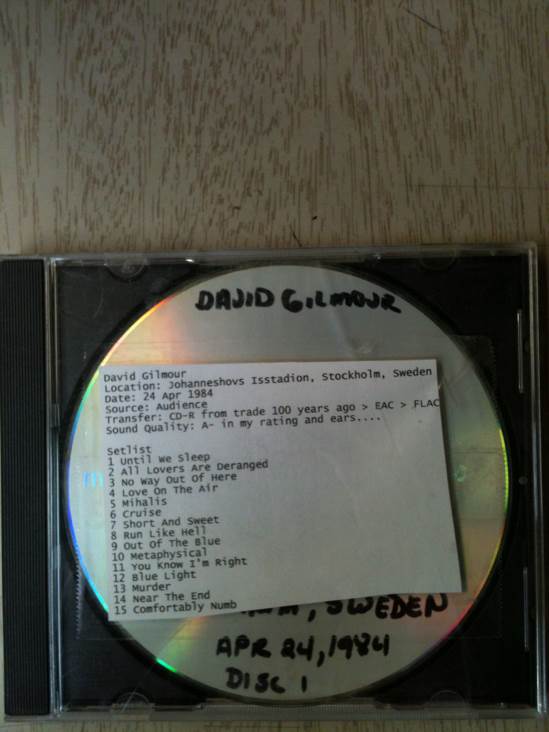 DAVID GILMOUR
David Gilmour
Location: Johanneshovs Isstadion, Stockholm, Sweden
Date: 24 Apr 1984
Source: Audience
Transfer: CD-R from trade 100 years ago > EAC > FLAC
Sound Quality: A- in my rating and ears....
Setlist
1 Until We Sleep
2 All Lovers Are Deranged
3 No Way Out Of Here
4 Love On The Air
5 Mihalis
6 Cruise
7 Short And Sweet
8 Run Like Hell
9 Out Of The Blue
10 Metaphysical
11 You Know I'm Right
12 Blue Light
13 Murder
14 Near The End
15 Comfortably Numb
, SWEDEN
APR 24, 1984
DISC 1